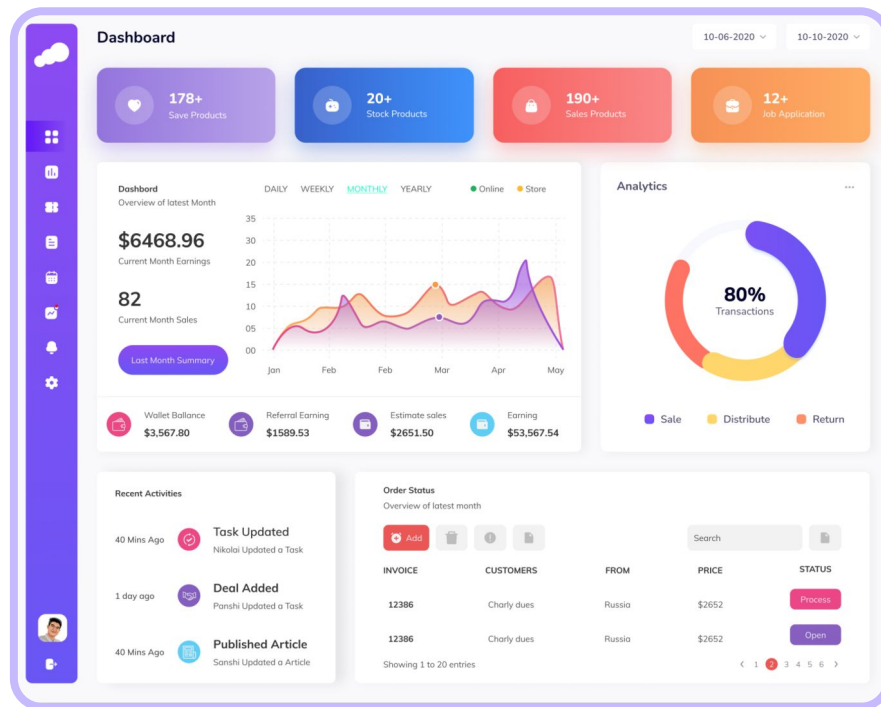 Dashboard
10-06-2020
10-10-2020
178+
Save Products
20+
Stock Products
190+
Sales Products
12+
Job Application
Dashbord
Overview of latest Month
DAILY WEEKLY MONTHLY YEARLY
Online Store
$6468.96
Current Month Earnings
82
Current Month Sales
Last Month Summary
35
30
20
15
10
05
00
Jan Feb Feb Mar Apr May
Wallet Ballance
$3,567.80
Referral Earning
$1589.53
Estimate sales
$2651.50
Earning
$53,567.54
Analytics
...
80%
Transactions
Sale Distribute Return
Recent Activities
40 Mins Ago
Task Updated
Nikolai Updated a Task
1 day ago
Deal Added
Panshi Updated a Task
40 Mins Ago
Published Article
Sanshi Updated a Article
Order Status
Overview of latest month
Add
Search
INVOICE CUSTOMERS FROM PRICE STATUS
12386 Charly dues Russia $2652 Process
12386 Charly dues Russia $2652 Open
Showing 1 to 20 entries
< 1 2 3 4 5 6 >